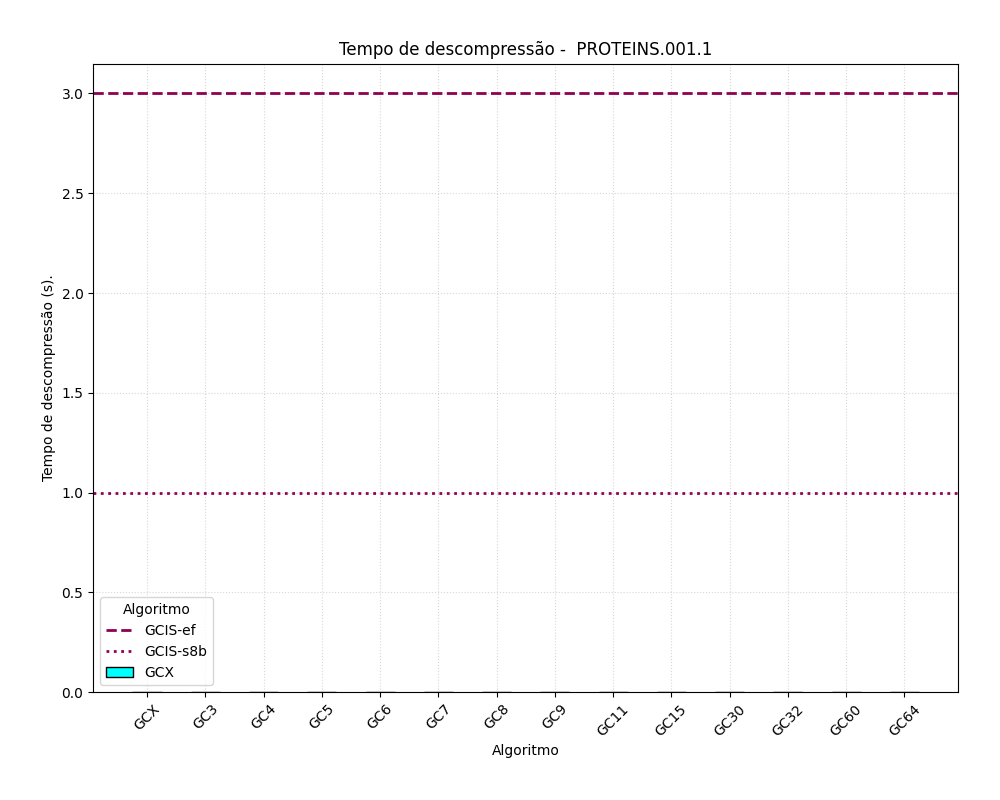 Tempo de descompressão -  PROTEINS.001.1
Tempo de descompressão (s).
3.0
2.5
2.0
1.5
1.0
0.5
0.0
Algoritmo
GCIS-ef
GCIS-s8b
GCX
GCX GC3 GC4 GC5 GC6 GC7 GC8 GC9 GC11 GC15 GC30 GC32 GC60 GC64
Algoritmo